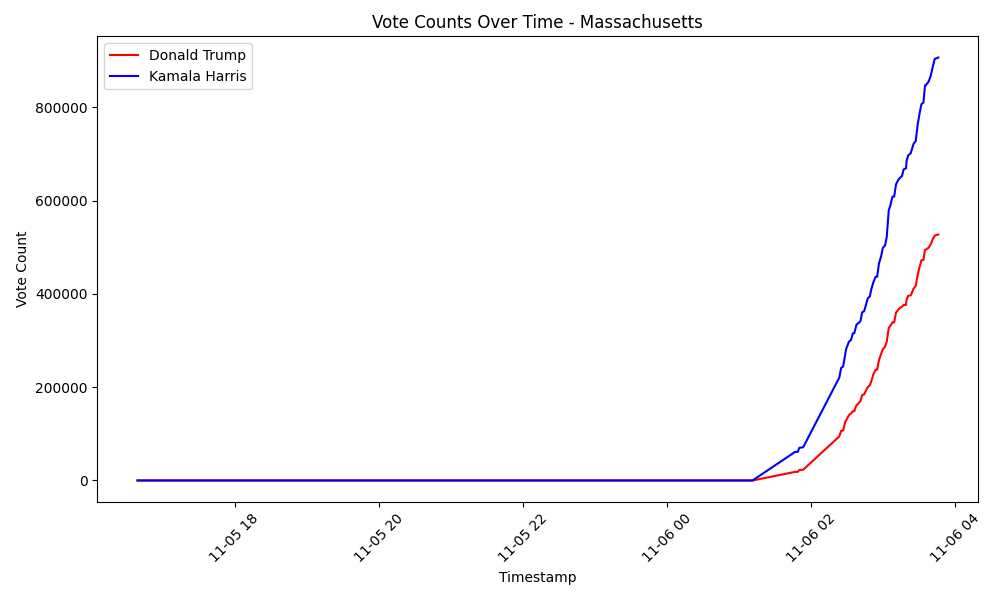 Vote Counts Over Time - Massachusetts
Donald Trump
Kamala Harris
Vote Count
800000
600000
400000
200000
0
11-05 18
11-05 20
11-05 22
11-06 00
11-06 02
11-06 04
Timestamp